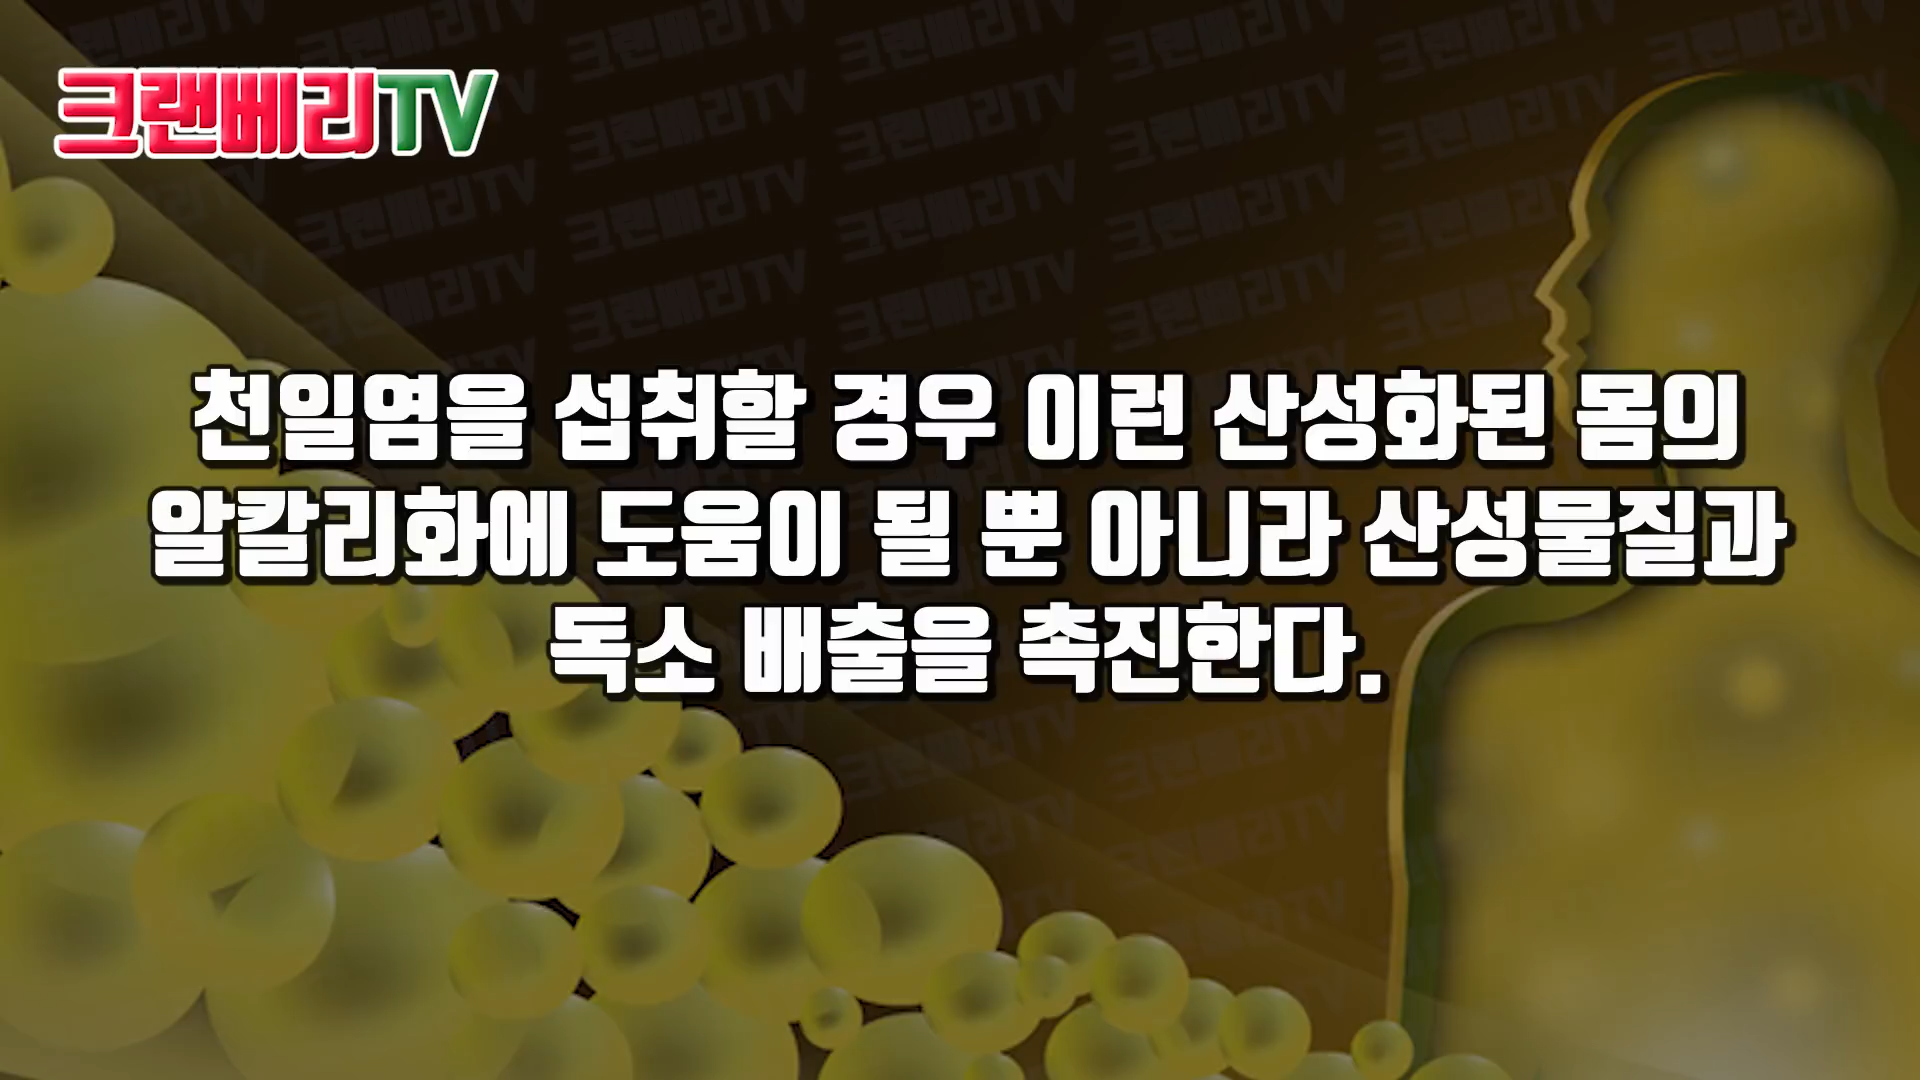 크랜베리TV
천일염을 섭취할 경우 이런 산성화된 몸의
알칼리화에 도움이 될 뿐 아니라 산성물질과
독소 배출을 촉진한다.